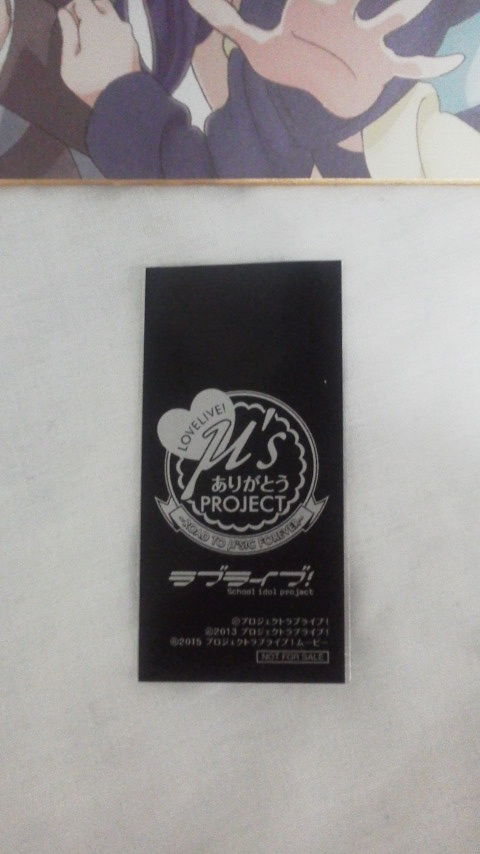 LOVELIVE!
μ's
ありがとう
PROJECT
~ROAD TO μ'SIC FOREVER~
ラブライブ!
School idol project
©プロジェクトラブライブ!
©2013 プロジェクトラブライブ!
©2015 プロジェクトラブライブ!ムービー
NOT FOR SALE